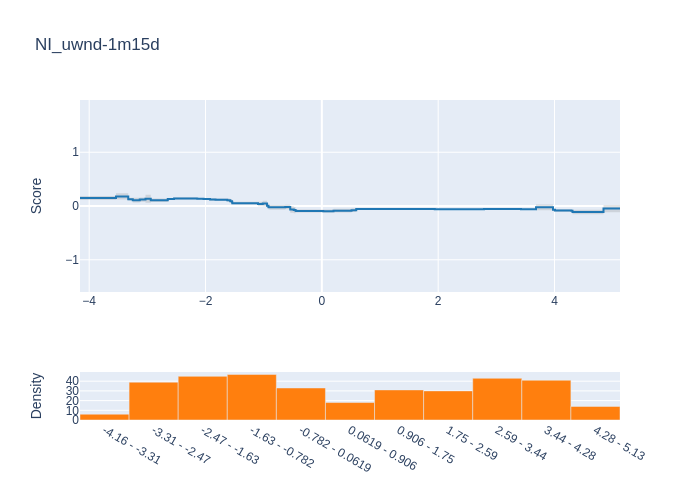 NI_uwnd-1m15d
Score
1
0
−1
−4
−2
0
2
4
Density
40
30
20
10
0
-4.16 - -3.31
-3.31 - -2.47
-2.47 - -1.63
-1.63 - -0.782
-0.782 - 0.0619
0.0619 - 0.906
0.906 - 1.75
1.75 - 2.59
2.59 - 3.44
3.44 - 4.28
4.28 - 5.13